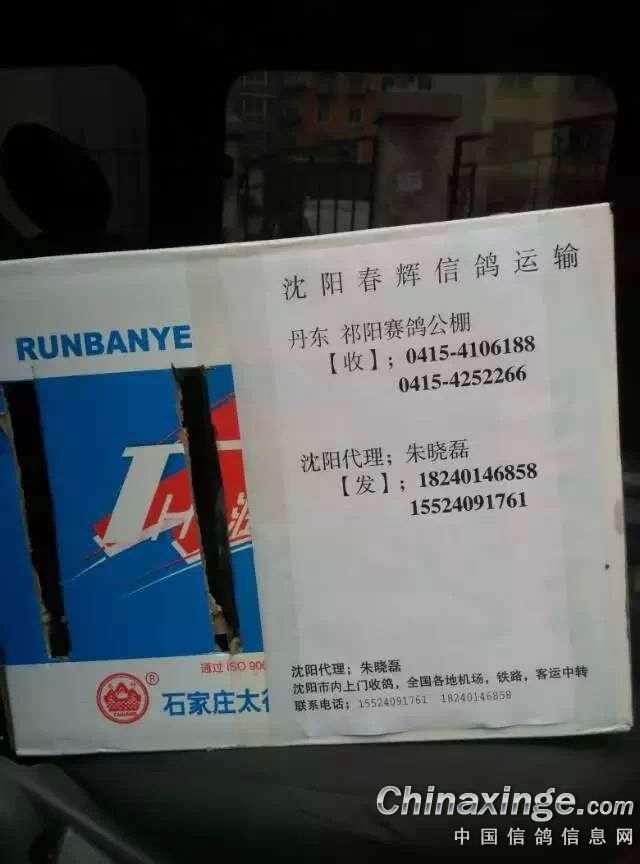 沈阳春辉信鸽运输
丹东 祁阳赛鸽公棚
【收】；0415-4106188
0415-4252266
沈阳代理；朱晓磊
【发】；18240146858
15524091761
沈阳代理；朱晓磊
沈阳市内上门收鸽，全国各地机场，铁路，客运中转
联系电话；15524091761 18240146858
RUNBANYE
通过 ISO 900
®
石家庄太行
Chinaxinge.com
中国信鸽信息网